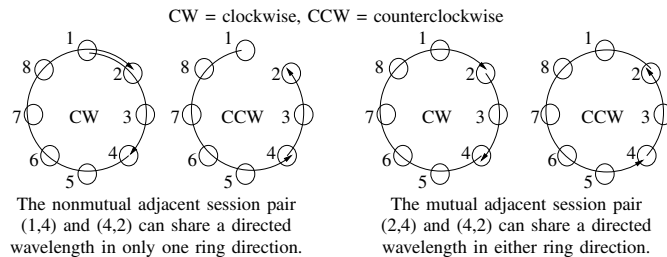 CW = clockwise, CCW = counterclockwise
1
2
3
4
5
6
7
8
CW
1
2
3
4
5
6
7
8
CCW
1
2
3
4
5
6
7
8
CW
1
2
3
4
5
6
7
8
CCW
The nonmutual adjacent session pair
(1,4) and (4,2) can share a directed
wavelength in only one ring direction.
The mutual adjacent session pair
(2,4) and (4,2) can share a directed
wavelength in either ring direction.